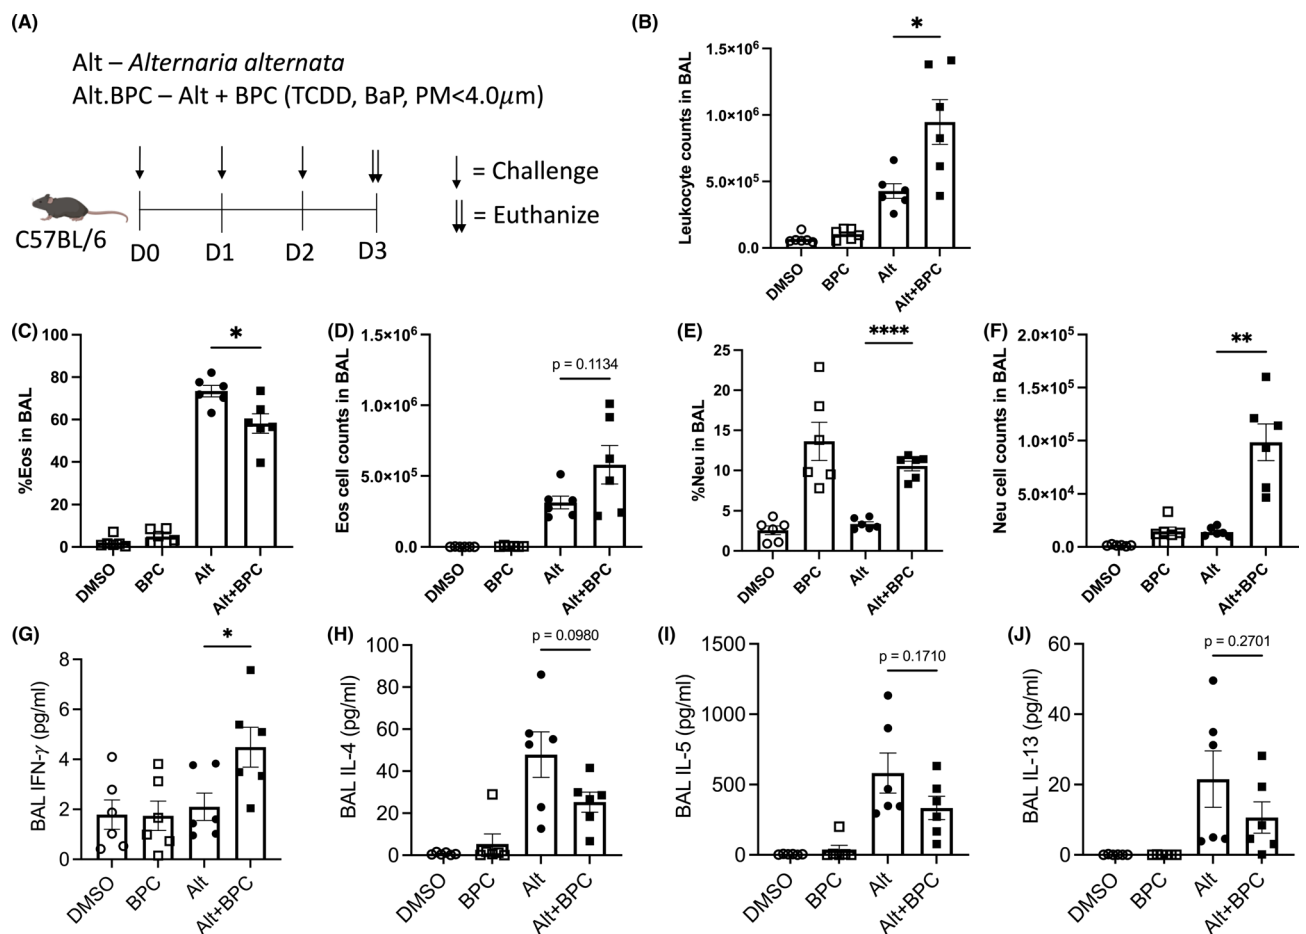 (A)
Alt – Alternaria alternata
Alt.BPC – Alt + BPC (TCDD, BaP, PM<4.0μm)
= Challenge
= Euthanize
C57BL/6
D0 D1 D2 D3
(B)
*
Leukocyte counts in BAL
1.5×10⁶
1.0×10⁶
5.0×10⁵
0.0
DMSO BPC Alt Alt+BPC
(C)
*
%Eos in BAL
100
80
60
40
20
0
DMSO BPC Alt Alt+BPC
(D)
p = 0.1134
Eos cell counts in BAL
1.5×10⁶
1.0×10⁶
5.0×10⁵
0.0
DMSO BPC Alt Alt+BPC
(E)
****
%Neu in BAL
25
20
15
10
5
0
DMSO BPC Alt Alt+BPC
(F)
**
Neu cell counts in BAL
2.0×10⁵
1.5×10⁵
1.0×10⁵
5.0×10⁴
0.0
DMSO BPC Alt Alt+BPC
(G)
*
BAL IFN-γ (pg/ml)
8
6
4
2
0
DMSO BPC Alt Alt+BPC
(H)
p = 0.0980
BAL IL-4 (pg/ml)
100
80
60
40
20
0
DMSO BPC Alt Alt+BPC
(I)
p = 0.1710
BAL IL-5 (pg/ml)
1500
1000
500
0
DMSO BPC Alt Alt+BPC
(J)
p = 0.2701
BAL IL-13 (pg/ml)
60
40
20
0
DMSO BPC Alt Alt+BPC